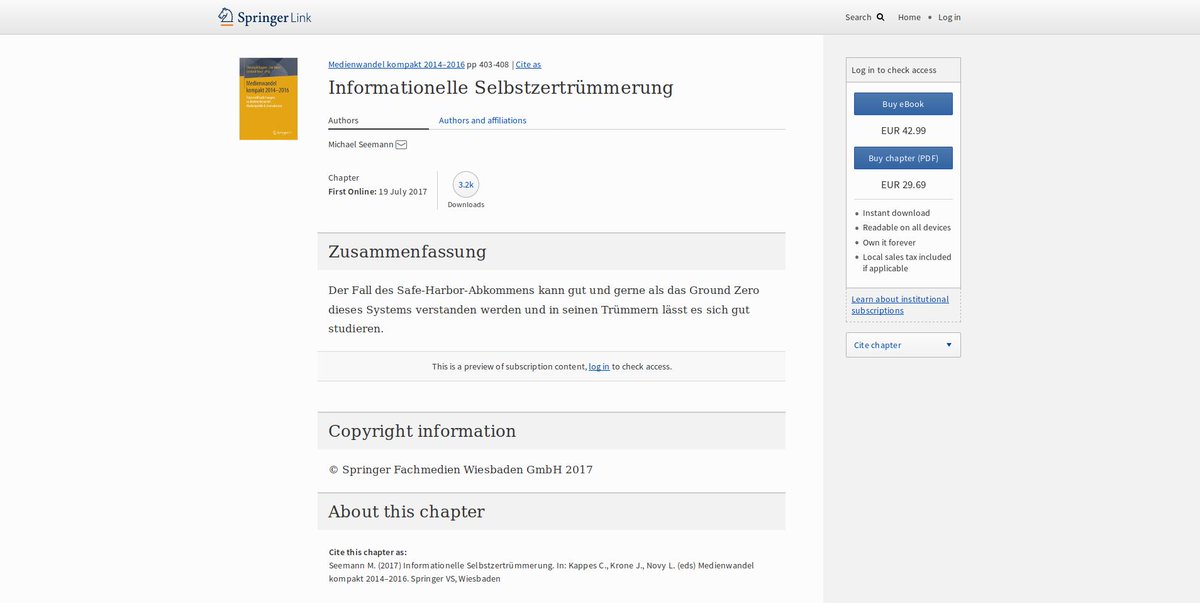 Springer Link
Search
Home • Log in
Medienwandel kompakt 2014–2016 pp 403-408 | Cite as
Informationelle Selbstzertrümmerung
Authors
Authors and affiliations
Michael Seemann
Chapter
First Online: 19 July 2017
3.2k
Downloads
Zusammenfassung
Der Fall des Safe-Harbor-Abkommens kann gut und gerne als das Ground Zero
dieses Systems verstanden werden und in seinen Trümmern lässt es sich gut
studieren.
This is a preview of subscription content, log in to check access.
Copyright information
© Springer Fachmedien Wiesbaden GmbH 2017
About this chapter
Cite this chapter as:
Seemann M. (2017) Informationelle Selbstzertrümmerung. In: Kappes C., Krone J., Novy L. (eds) Medienwandel
kompakt 2014–2016. Springer VS, Wiesbaden
Log in to check access
Buy eBook
EUR 42.99
Buy chapter (PDF)
EUR 29.69
• Instant download
• Readable on all devices
• Own it forever
• Local sales tax included
if applicable
Learn about institutional
subscriptions
Cite chapter
Medienwandel
kompakt 2014–2016